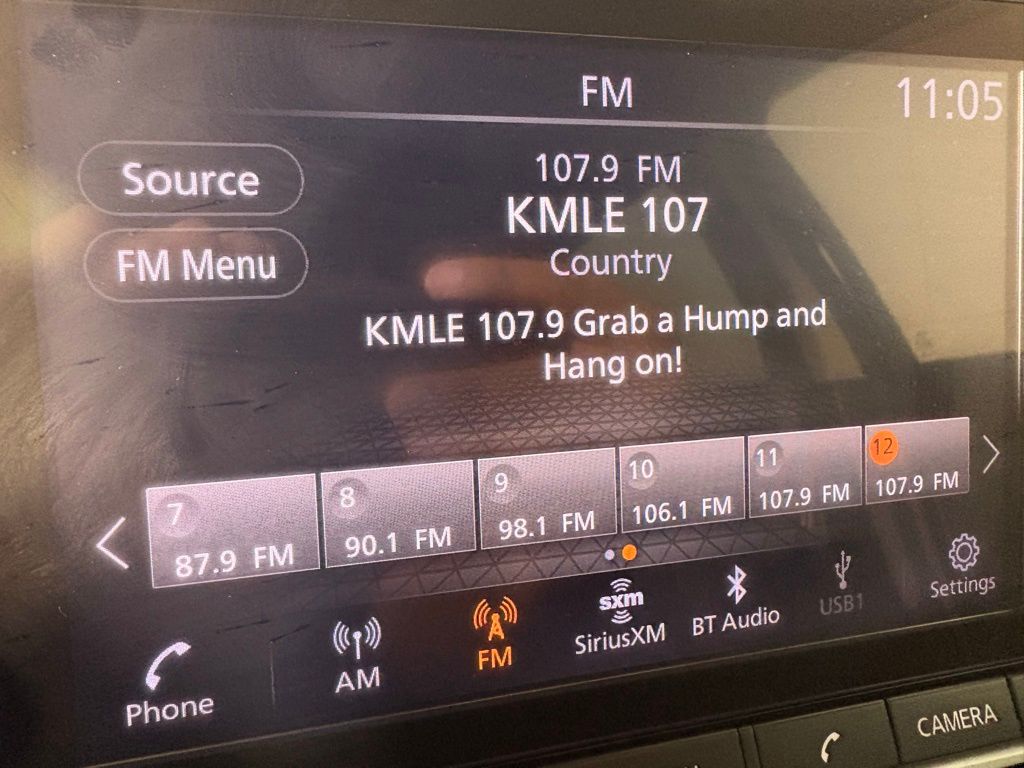 FM
11:05
Source
107.9 FM
KMLE 107
FM Menu
Country
KMLE 107.9 Grab a Hump and
Hang on!
7
87.9 FM
8
90.1 FM
9
98.1 FM
10
106.1 FM
11
107.9 FM
12
107.9 FM
Phone
AM
FM
sxm
SiriusXM
BT Audio
USB1
Settings
CAMERA